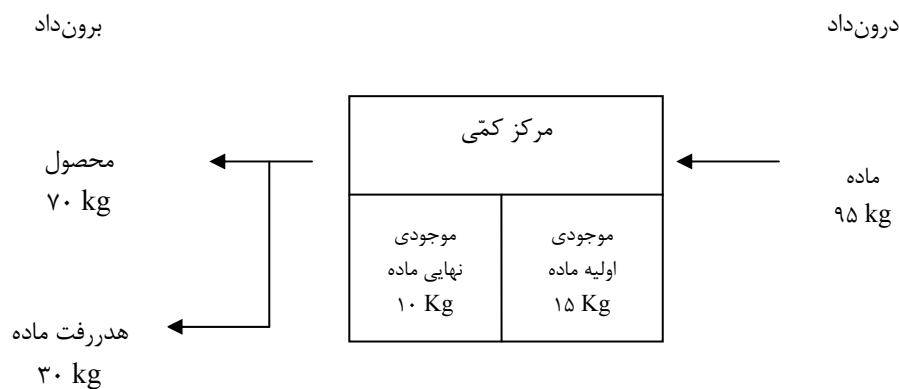 درون‌داد
برون‌داد
مرکز کمّی
ماده
۹۵ kg
موجودی
اولیه ماده
۱۵ Kg
موجودی
نهایی ماده
۱۰ Kg
محصول
۷۰ kg
هدررفت ماده
۳۰ kg